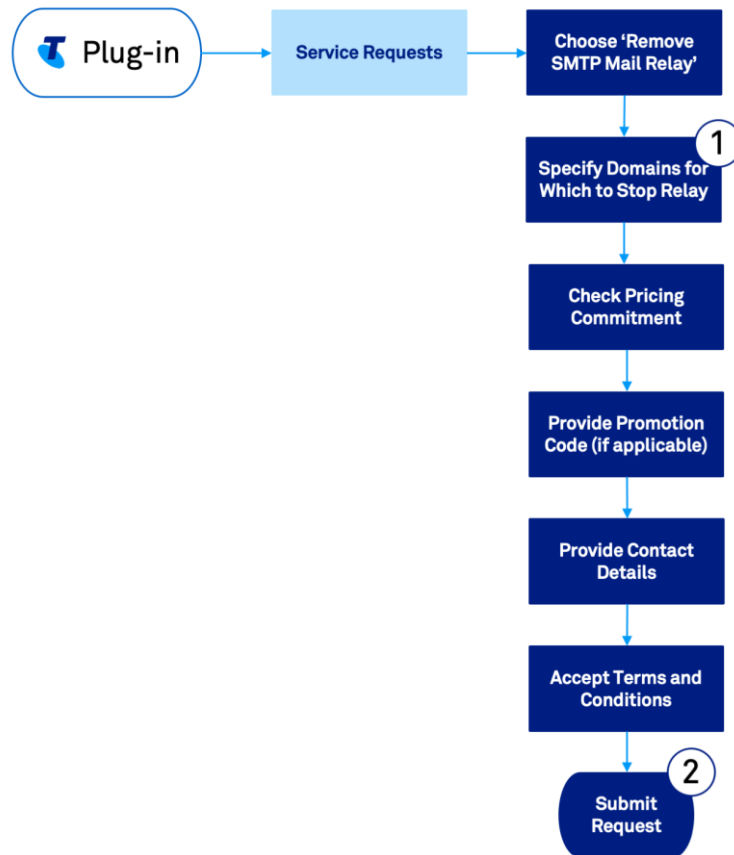 T Plug-in
Service Requests
Choose ‘Remove
SMTP Mail Relay’
1
Specify Domains for
Which to Stop Relay
Check Pricing
Commitment
Provide Promotion
Code (if applicable)
Provide Contact
Details
Accept Terms and
Conditions
2
Submit
Request